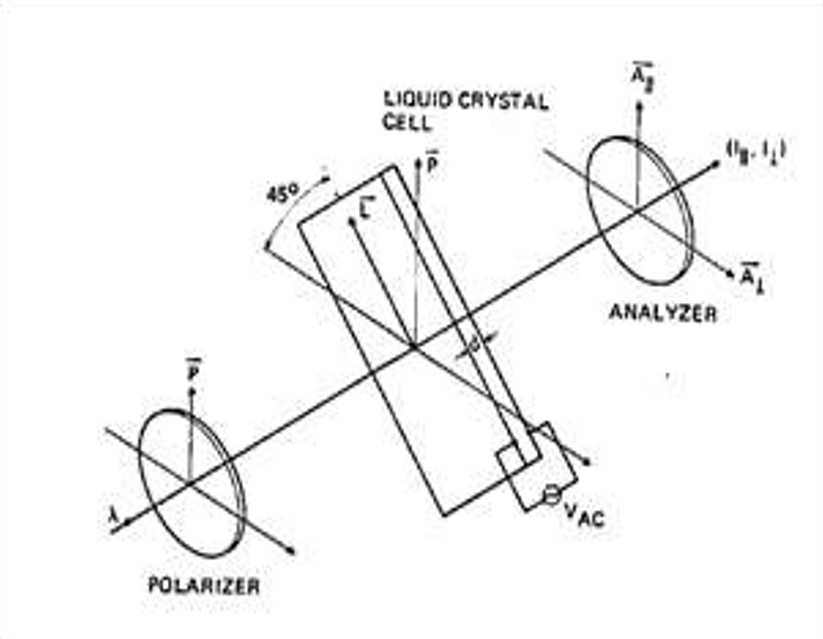 A⃗∥
LIQUID CRYSTAL
CELL
(I∥, I⊥)
P⃗
45°
L⃗
A⃗⊥
ANALYZER
d
P⃗
λ
V AC
POLARIZER